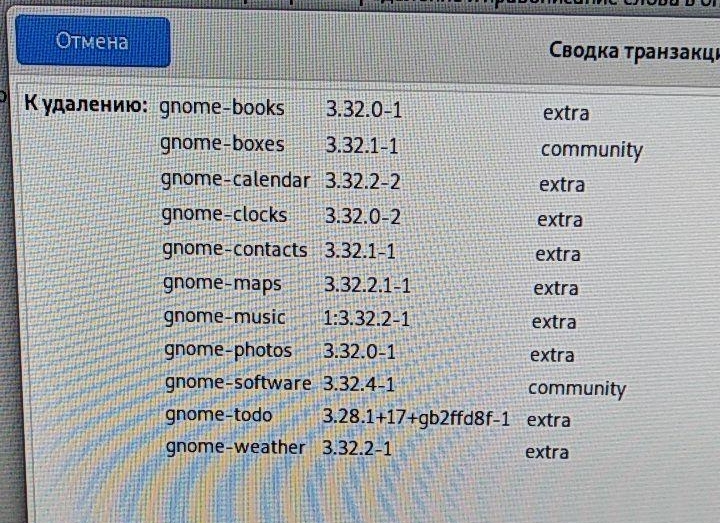 Отмена
Сводка
К удалению: gnome-books 3.32.0-1 extra
gnome-boxes 3.32.1-1 community
gnome-calendar 3.32.2-2 extra
gnome-clocks 3.32.0-2 extra
gnome-contacts 3.32.1-1 extra
gnome-maps 3.32.2.1-1 extra
gnome-music 1:3.32.2-1 extra
gnome-photos 3.32.0-1 extra
gnome-software 3.32.4-1 community
gnome-todo 3.28.1+17+gb2ffd8f-1 extra
gnome-weather 3.32.2-1 extra